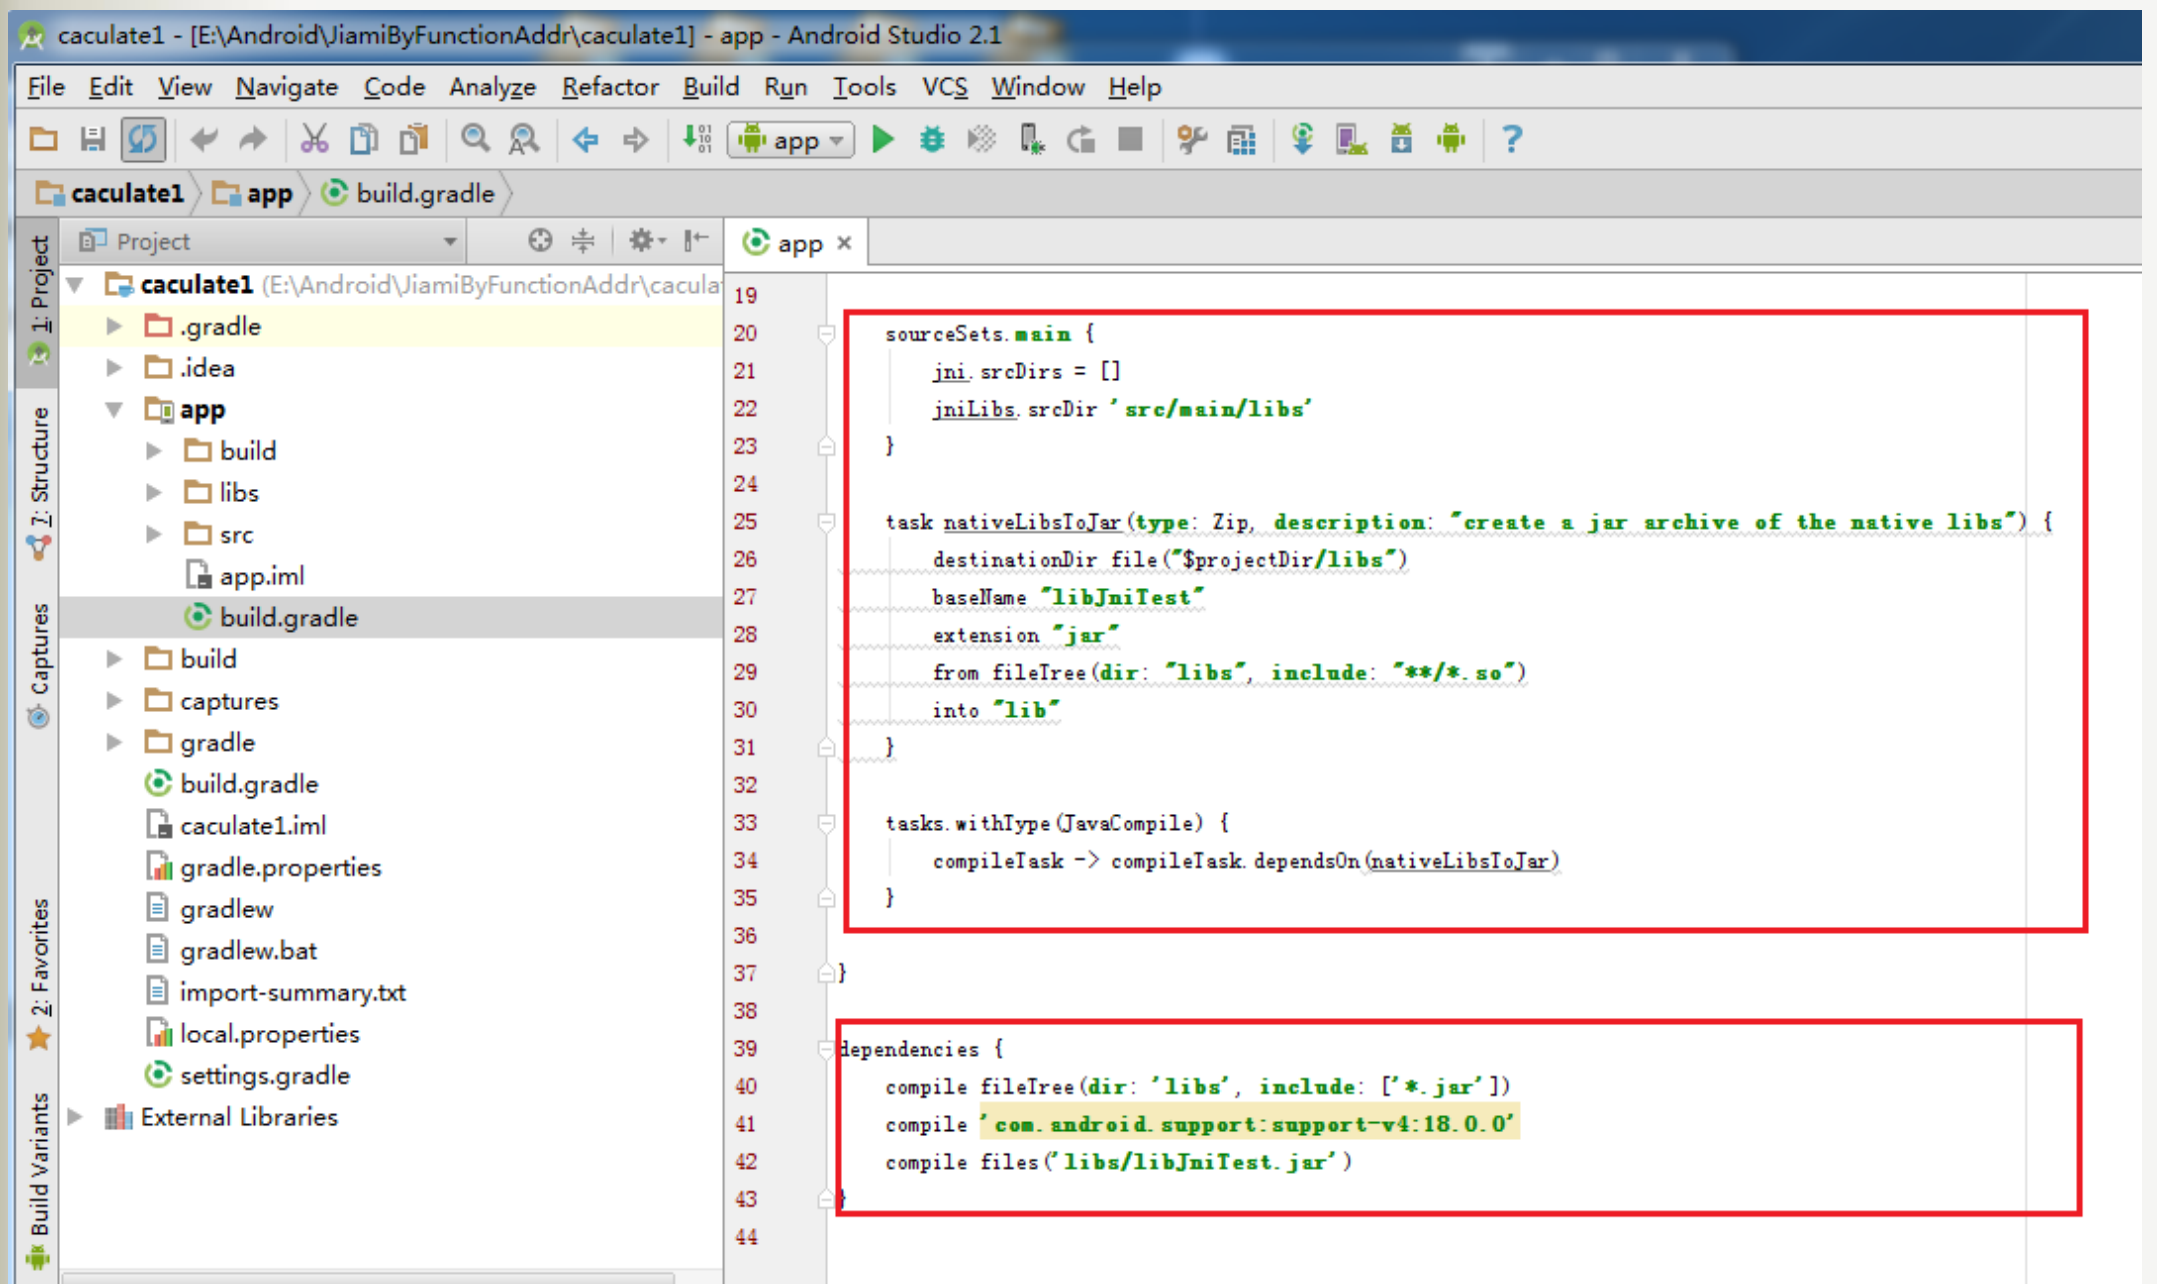 caculate1 - [E:\Android\JiamiByFunctionAddr\caculate1] - app - Android Studio 2.1
File Edit View Navigate Code Analyze Refactor Build Run Tools VCS Window Help
app
caculate1 app build.gradle
Project
app
1: Project
7: Structure
Captures
2: Favorites
Build Variants
caculate1 (E:\Android\JiamiByFunctionAddr\cacula
.gradle
.idea
app
build
libs
src
app.iml
build.gradle
build
captures
gradle
build.gradle
caculate1.iml
gradle.properties
gradlew
gradlew.bat
import-summary.txt
local.properties
settings.gradle
External Libraries
19
20 sourceSets.main {
21 jni.srcDirs = []
22 jniLibs.srcDir 'src/main/libs'
23 }
24
25 task nativeLibsToJar(type: Zip, description: "create a jar archive of the native libs") {
26 destinationDir file("$projectDir/libs")
27 baseName "libJniTest"
28 extension "jar"
29 from fileTree(dir: "libs", include: "**/*.so")
30 into "lib"
31 }
32
33 tasks.withType(JavaCompile) {
34 compileTask -> compileTask.dependsOn(nativeLibsToJar)
35 }
36
37 }
38
39 dependencies {
40 compile fileTree(dir: 'libs', include: ['*.jar'])
41 compile 'com.android.support:support-v4:18.0.0'
42 compile files('libs/libJniTest.jar')
43 }
44